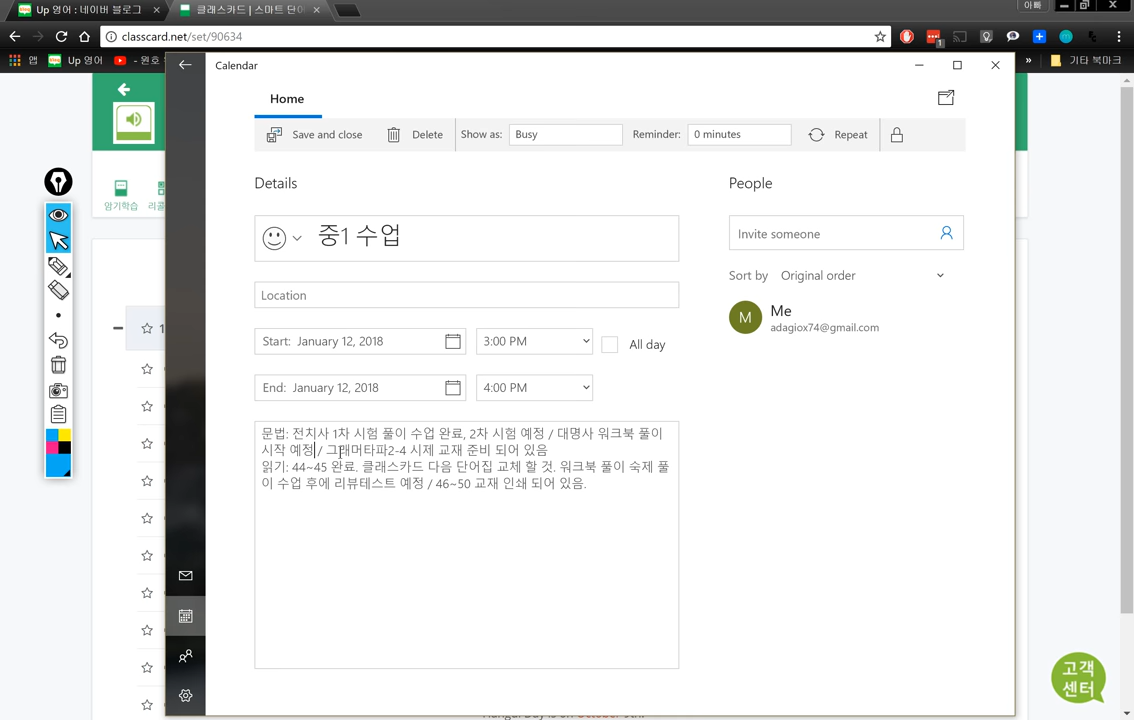 Up 영어 : 네이버 블로그
클래스카드 | 스마트 단어
아빠
classcard.net/set/90634
앱
Up 영어
기타 북마크
Calendar
Home
Save and close
Delete
Show as:
Busy
Reminder:
0 minutes
Repeat
암기학습
리콜
Details
People
중1 수업
Invite someone
Location
Sort by
Original order
Start: January 12, 2018
3:00 PM
All day
M
Me
adagiox74@gmail.com
End: January 12, 2018
4:00 PM
문법: 전치사 1차 시험 풀이 수업 완료, 2차 시험 예정 / 대명사 워크북 풀이
시작 예정 / 그래머타파2-4 시제 교재 준비 되어 있음
읽기: 44~45 완료. 클래스카드 다음 단어집 교체 할 것. 워크북 풀이 숙제 풀
이 수업 후에 리뷰테스트 예정 / 46~50 교재 인쇄 되어 있음.
고객
센터